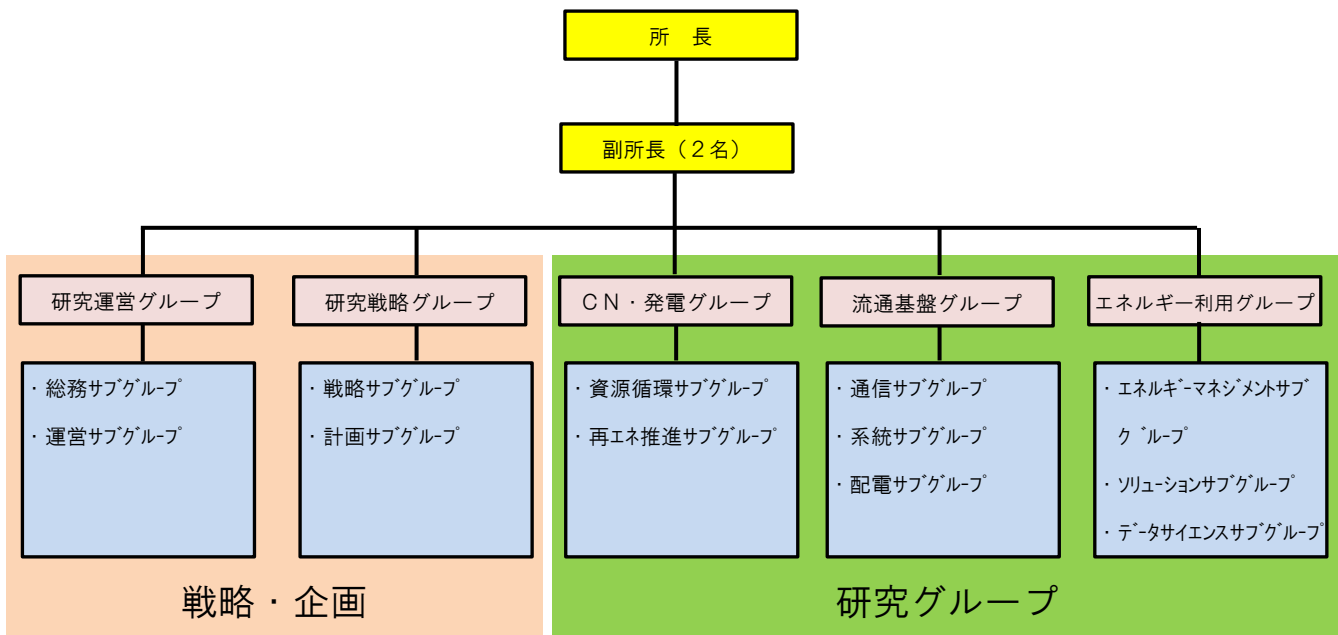 所　長
副所長（２名）
研究運営グループ
研究戦略グループ
ＣＮ・発電グループ
流通基盤グループ
エネルギー利用グループ
・総務ｻﾌﾞｸﾞﾙｰﾌﾟ
・運営ｻﾌﾞｸﾞﾙｰﾌﾟ
・戦略ｻﾌﾞｸﾞﾙｰﾌﾟ
・計画ｻﾌﾞｸﾞﾙｰﾌﾟ
・資源循環ｻﾌﾞｸﾞﾙｰﾌﾟ
・再エネ推進ｻﾌﾞｸﾞﾙｰﾌﾟ
・通信ｻﾌﾞｸﾞﾙｰﾌﾟ
・系統ｻﾌﾞｸﾞﾙｰﾌﾟ
・配電ｻﾌﾞｸﾞﾙｰﾌﾟ
・ｴﾈﾙｷﾞｰﾏﾈｼﾞﾒﾝﾄｻﾌﾞ
ｸﾞﾙｰﾌﾟ
・ｿﾘｭｰｼｮﾝｻﾌﾞｸﾞﾙｰﾌﾟ
・ﾃﾞｰﾀｻｲｴﾝｽｻﾌﾞｸﾞﾙｰﾌﾟ
戦略・企画
研究グループ